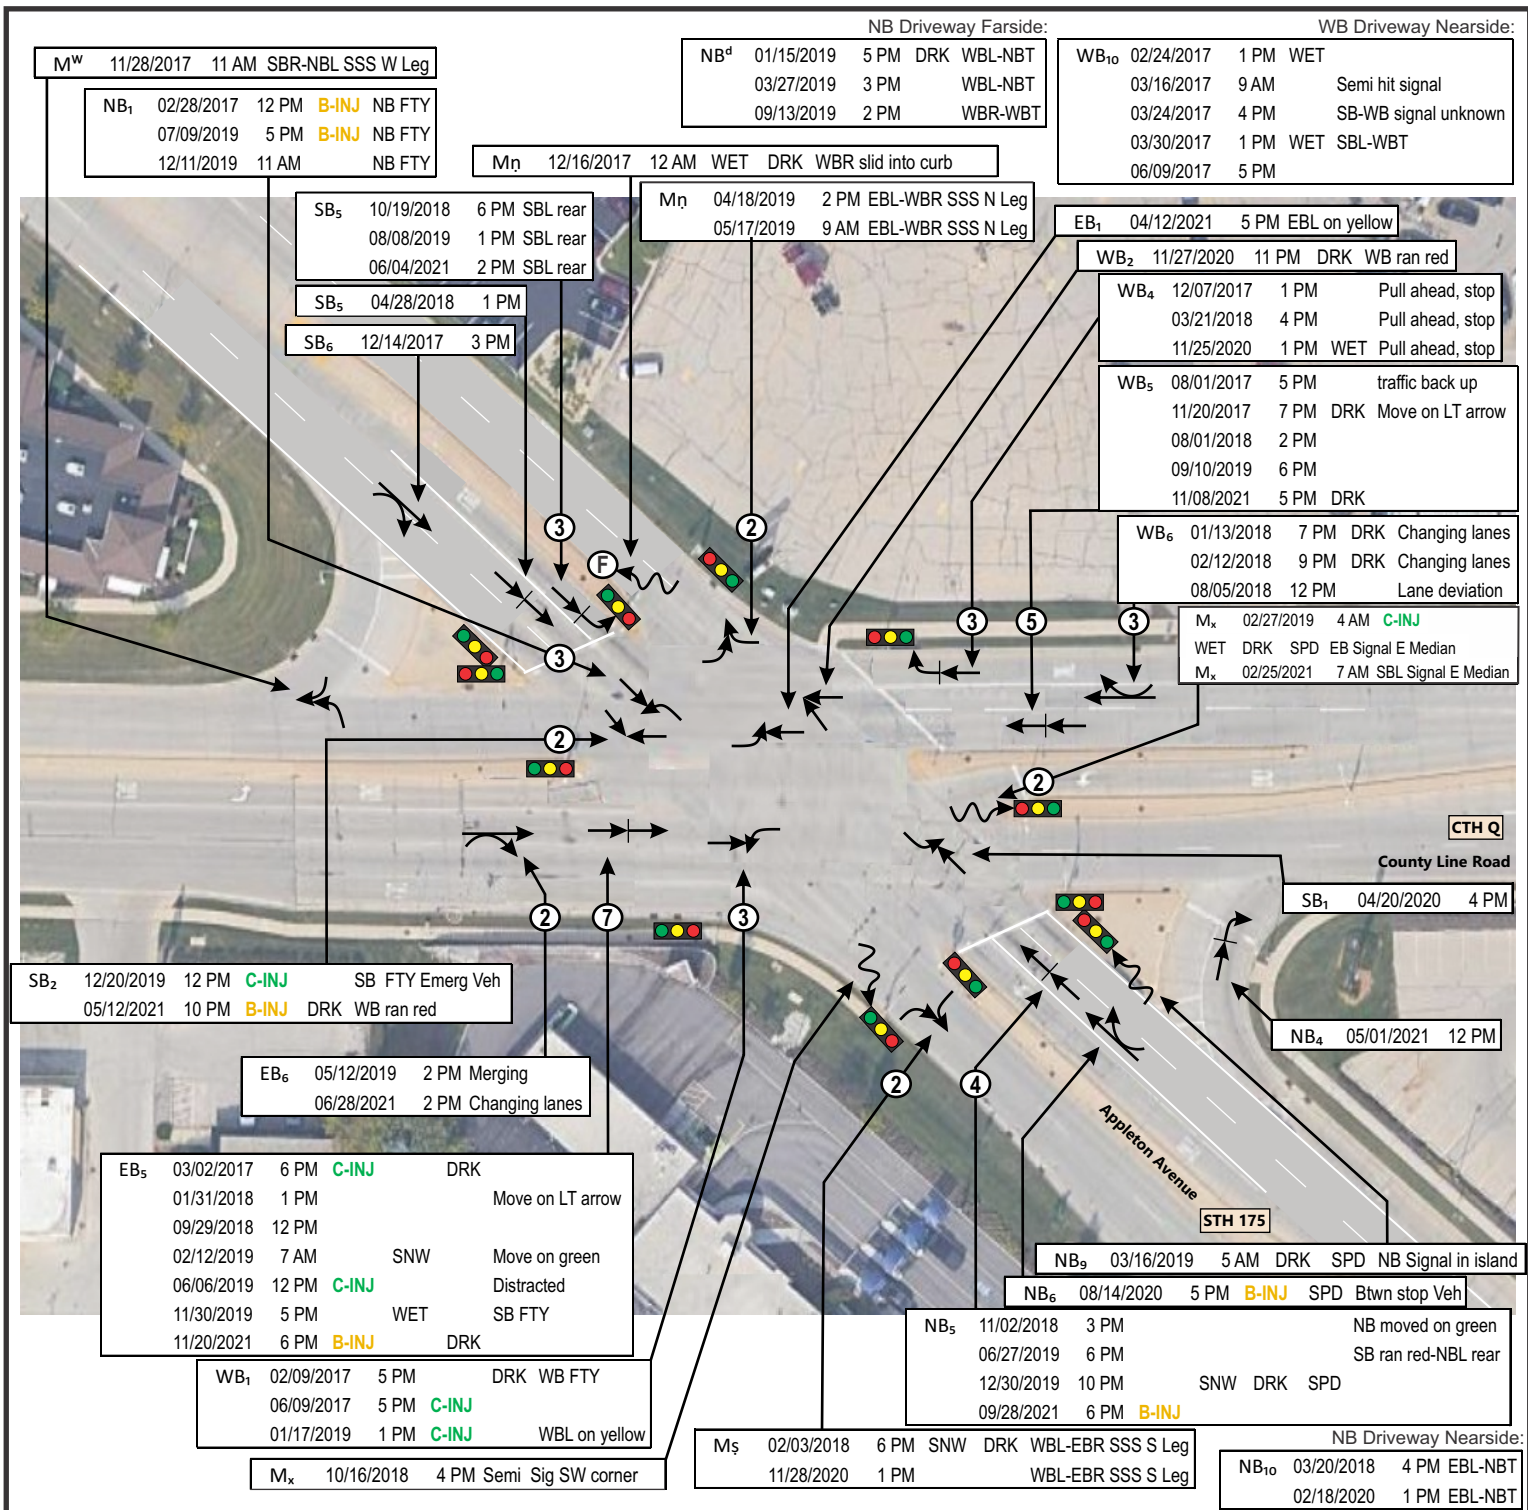 NB Driveway Farside:
WB Driveway Nearside:
Mᵂ 11/28/2017 11 AM SBR-NBL SSS W Leg
NBᵈ 01/15/2019 5 PM DRK WBL-NBT
03/27/2019 3 PM WBL-NBT
09/13/2019 2 PM WBR-WBT
WB₁₀ 02/24/2017 1 PM WET
03/16/2017 9 AM Semi hit signal
03/24/2017 4 PM SB-WB signal unknown
03/30/2017 1 PM WET SBL-WBT
06/09/2017 5 PM
NB₁ 02/28/2017 12 PM B-INJ NB FTY
07/09/2019 5 PM B-INJ NB FTY
12/11/2019 11 AM NB FTY
Mṇ 12/16/2017 12 AM WET DRK WBR slid into curb
Mṇ 04/18/2019 2 PM EBL-WBR SSS N Leg
05/17/2019 9 AM EBL-WBR SSS N Leg
SB₅ 10/19/2018 6 PM SBL rear
08/08/2019 1 PM SBL rear
06/04/2021 2 PM SBL rear
EB₁ 04/12/2021 5 PM EBL on yellow
WB₂ 11/27/2020 11 PM DRK WB ran red
SB₅ 04/28/2018 1 PM
SB₆ 12/14/2017 3 PM
WB₄ 12/07/2017 1 PM Pull ahead, stop
03/21/2018 4 PM Pull ahead, stop
11/25/2020 1 PM WET Pull ahead, stop
WB₅ 08/01/2017 5 PM traffic back up
11/20/2017 7 PM DRK Move on LT arrow
08/01/2018 2 PM
09/10/2019 6 PM
11/08/2021 5 PM DRK
WB₆ 01/13/2018 7 PM DRK Changing lanes
02/12/2018 9 PM DRK Changing lanes
08/05/2018 12 PM Lane deviation
Mₓ 02/27/2019 4 AM C-INJ
WET DRK SPD EB Signal E Median
Mₓ 02/25/2021 7 AM SBL Signal E Median
3
2
F
3
5
3
3
2
2
CTH Q
County Line Road
SB₁ 04/20/2020 4 PM
2
7
3
SB₂ 12/20/2019 12 PM C-INJ SB FTY Emerg Veh
05/12/2021 10 PM B-INJ DRK WB ran red
NB₄ 05/01/2021 12 PM
EB₆ 05/12/2019 2 PM Merging
06/28/2021 2 PM Changing lanes
2
4
Appleton Avenue
STH 175
EB₅ 03/02/2017 6 PM C-INJ DRK
01/31/2018 1 PM Move on LT arrow
09/29/2018 12 PM
02/12/2019 7 AM SNW Move on green
06/06/2019 12 PM C-INJ Distracted
11/30/2019 5 PM WET SB FTY
11/20/2021 6 PM B-INJ DRK
NB₉ 03/16/2019 5 AM DRK SPD NB Signal in island
NB₆ 08/14/2020 5 PM B-INJ SPD Btwn stop Veh
NB₅ 11/02/2018 3 PM NB moved on green
06/27/2019 6 PM SB ran red-NBL rear
12/30/2019 10 PM SNW DRK SPD
09/28/2021 6 PM B-INJ
WB₁ 02/09/2017 5 PM DRK WB FTY
06/09/2017 5 PM C-INJ
01/17/2019 1 PM C-INJ WBL on yellow
Mₓ 10/16/2018 4 PM Semi Sig SW corner
Mṣ 02/03/2018 6 PM SNW DRK WBL-EBR SSS S Leg
11/28/2020 1 PM WBL-EBR SSS S Leg
NB Driveway Nearside:
NB₁₀ 03/20/2018 4 PM EBL-NBT
02/18/2020 1 PM EBL-NBT